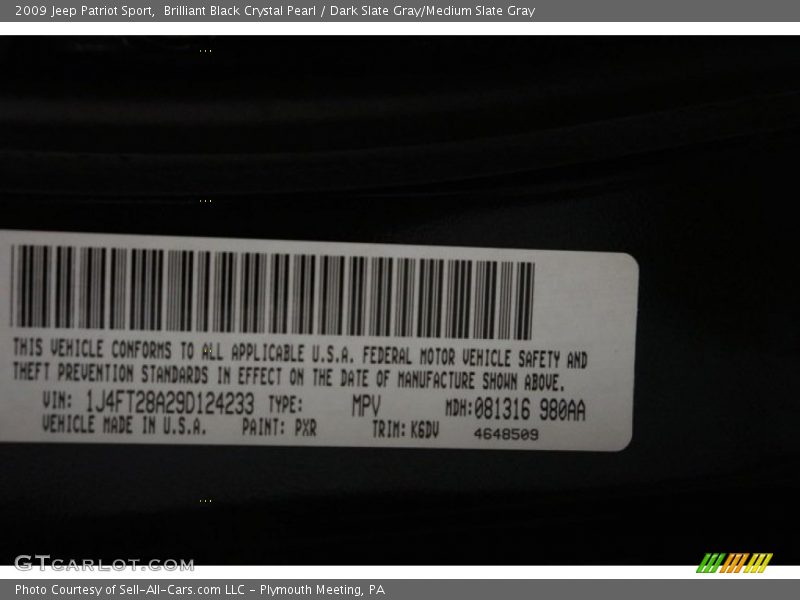 2009 Jeep Patriot Sport,  Brilliant Black Crystal Pearl / Dark Slate Gray/Medium Slate Gray
THIS VEHICLE CONFORMS TO ALL APPLICABLE U.S.A. FEDERAL MOTOR VEHICLE SAFETY AND
THEFT PREVENTION STANDARDS IN EFFECT ON THE DATE OF MANUFACTURE SHOWN ABOVE.
VIN: 1J4FT28A29D124233 TYPE: MPV MDH:081316 980AA
VEHICLE MADE IN U.S.A. PAINT: PXR TRIM: K6DV 4648509
GTCARLOT.COM
Photo Courtesy of Sell-All-Cars.com LLC - Plymouth Meeting, PA